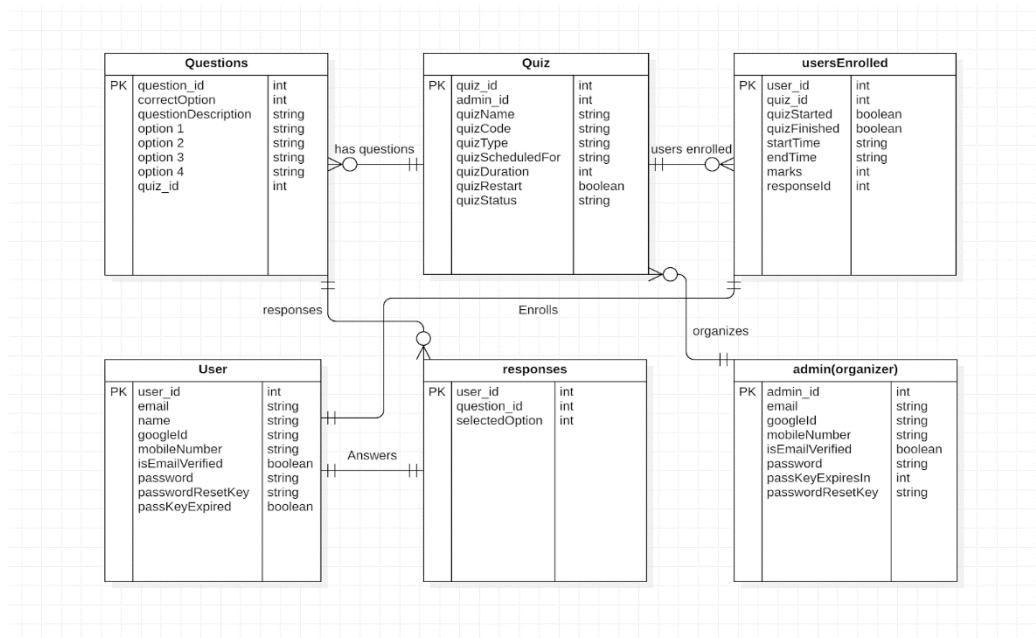 Questions
PK question_id int
correctOption int
questionDescription string
option 1 string
option 2 string
option 3 string
option 4 string
quiz_id int
has questions
Quiz
PK quiz_id int
admin_id int
quizName string
quizCode string
quizType string
quizScheduledFor string
quizDuration int
quizRestart boolean
quizStatus string
users enrolled
usersEnrolled
PK user_id int
quiz_id int
quizStarted boolean
quizFinished boolean
startTime string
endTime string
marks int
responseId int
responses
Enrolls
organizes
User
PK user_id int
email string
name string
googleId string
mobileNumber string
isEmailVerified boolean
password string
passwordResetKey string
passKeyExpired boolean
Answers
responses
PK user_id int
question_id int
selectedOption int
admin(organizer)
PK admin_id int
email string
googleId string
mobileNumber string
isEmailVerified boolean
password string
passKeyExpiresIn int
passwordResetKey string